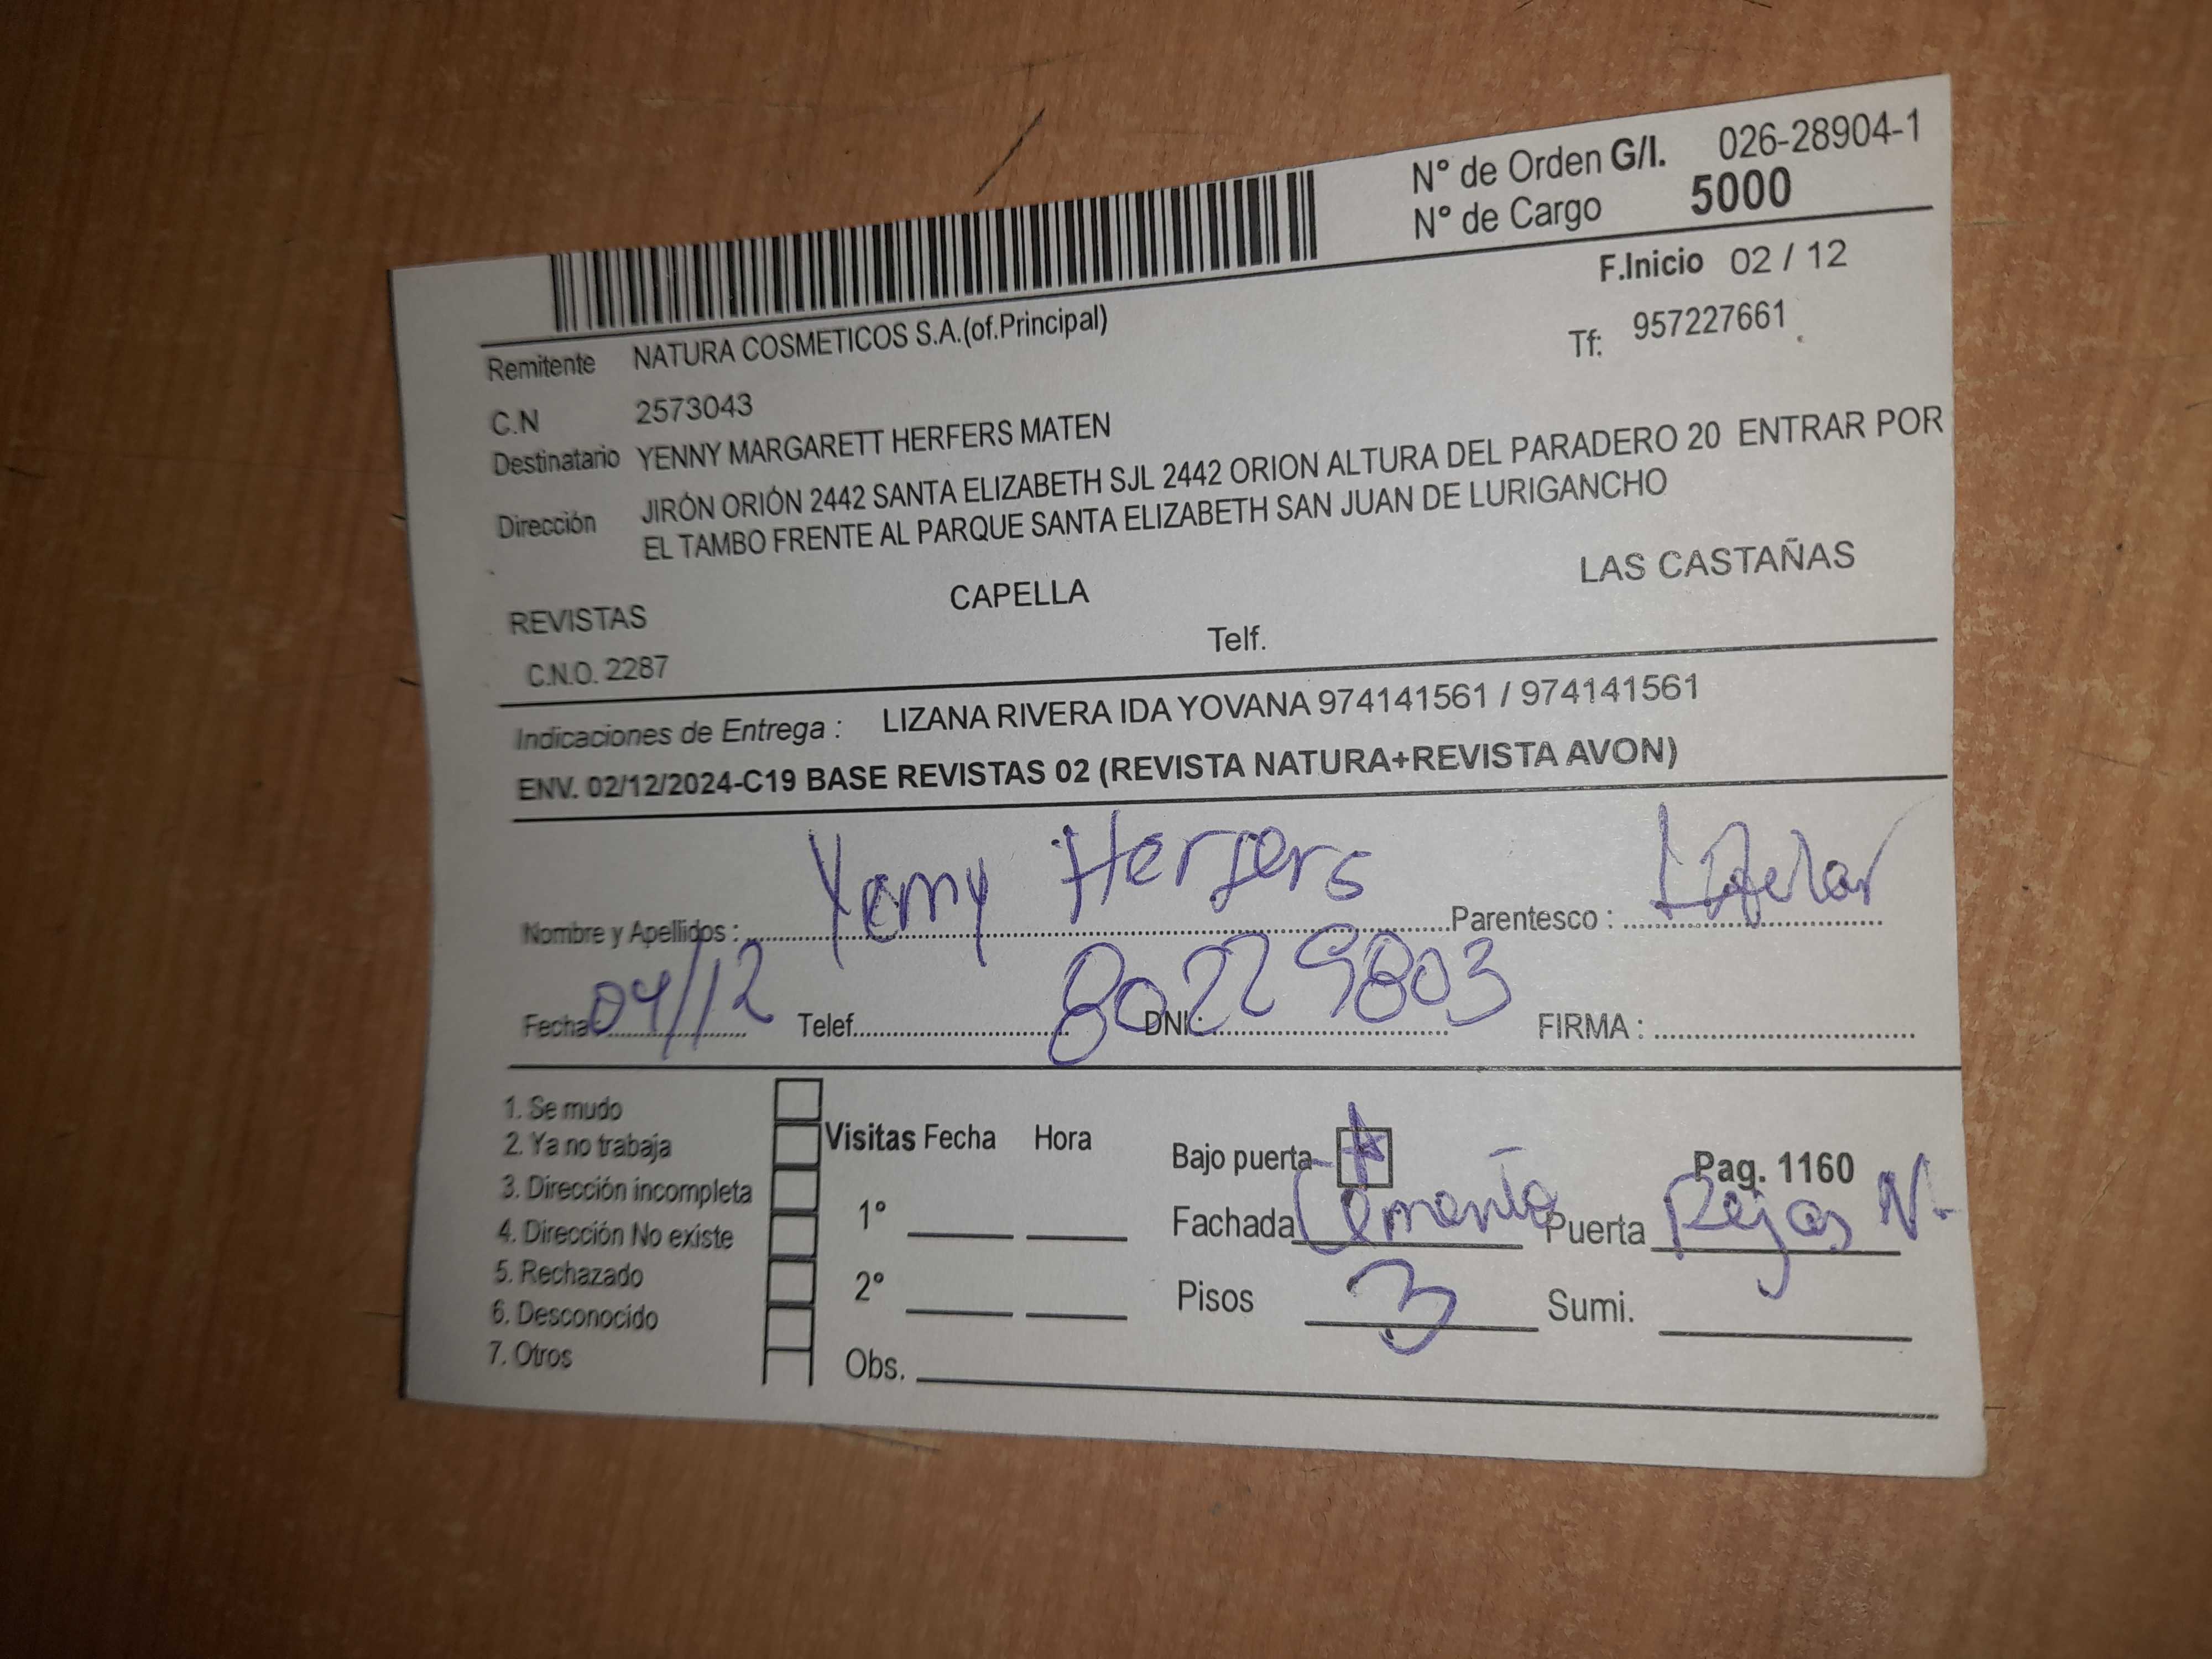 N° de Orden G/I. 026-28904-1
N° de Cargo 5000
F.Inicio 02 / 12
Remitente NATURA COSMETICOS S.A.(of.Principal) Tf: 957227661
C.N 2573043
Destinatario YENNY MARGARETT HERFERS MATEN
Dirección JIRÓN ORIÓN 2442 SANTA ELIZABETH SJL 2442 ORION ALTURA DEL PARADERO 20 ENTRAR POR
EL TAMBO FRENTE AL PARQUE SANTA ELIZABETH SAN JUAN DE LURIGANCHO
REVISTAS CAPELLA LAS CASTAÑAS
C.N.O. 2287 Telf.
Indicaciones de Entrega : LIZANA RIVERA IDA YOVANA 974141561 / 974141561
ENV. 02/12/2024-C19 BASE REVISTAS 02 (REVISTA NATURA+REVISTA AVON)
Nombre y Apellidos : Yenny Herfers Parentesco : Titular
Fecha 04/12 Telef. DNI: 80229803 FIRMA :
1. Se mudo
2. Ya no trabaja
3. Dirección incompleta
4. Dirección No existe
5. Rechazado
6. Desconocido
7. Otros
Visitas Fecha Hora
1°
2°
Obs.
Bajo puerta Pag. 1160
Fachada Cemento Puerta Rejas N.
Pisos 3 Sumi.